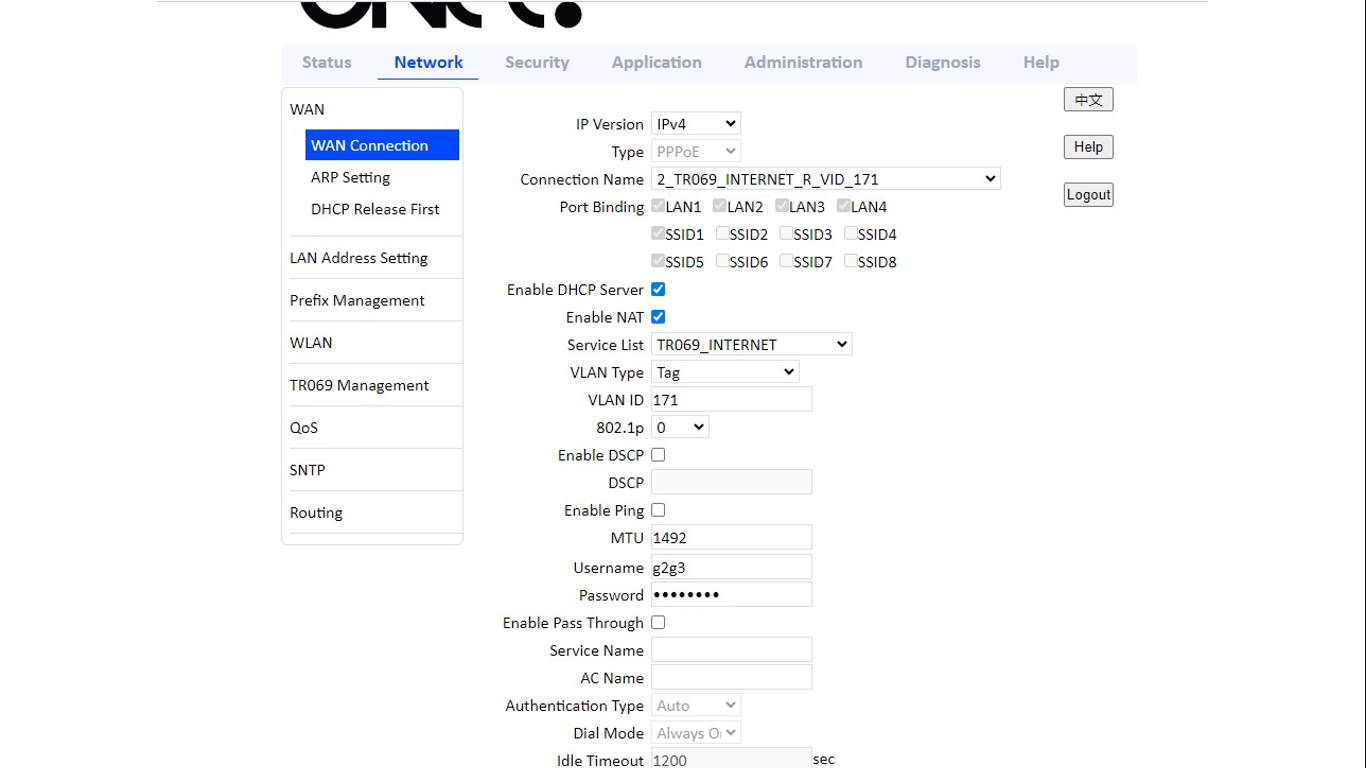 Status Network Security Application Administration Diagnosis Help
WAN
WAN Connection
ARP Setting
DHCP Release First
LAN Address Setting
Prefix Management
WLAN
TR069 Management
QoS
SNTP
Routing
IP Version IPv4
Type PPPoE
Connection Name 2_TR069_INTERNET_R_VID_171
Port Binding LAN1 LAN2 LAN3 LAN4
SSID1 SSID2 SSID3 SSID4
SSID5 SSID6 SSID7 SSID8
Enable DHCP Server
Enable NAT
Service List TR069_INTERNET
VLAN Type Tag
VLAN ID 171
802.1p 0
Enable DSCP
DSCP
Enable Ping
MTU 1492
Username g2g3
Password ••••••••
Enable Pass Through
Service Name
AC Name
Authentication Type Auto
Dial Mode Always
Idle Timeout 1200 sec
中文
Help
Logout